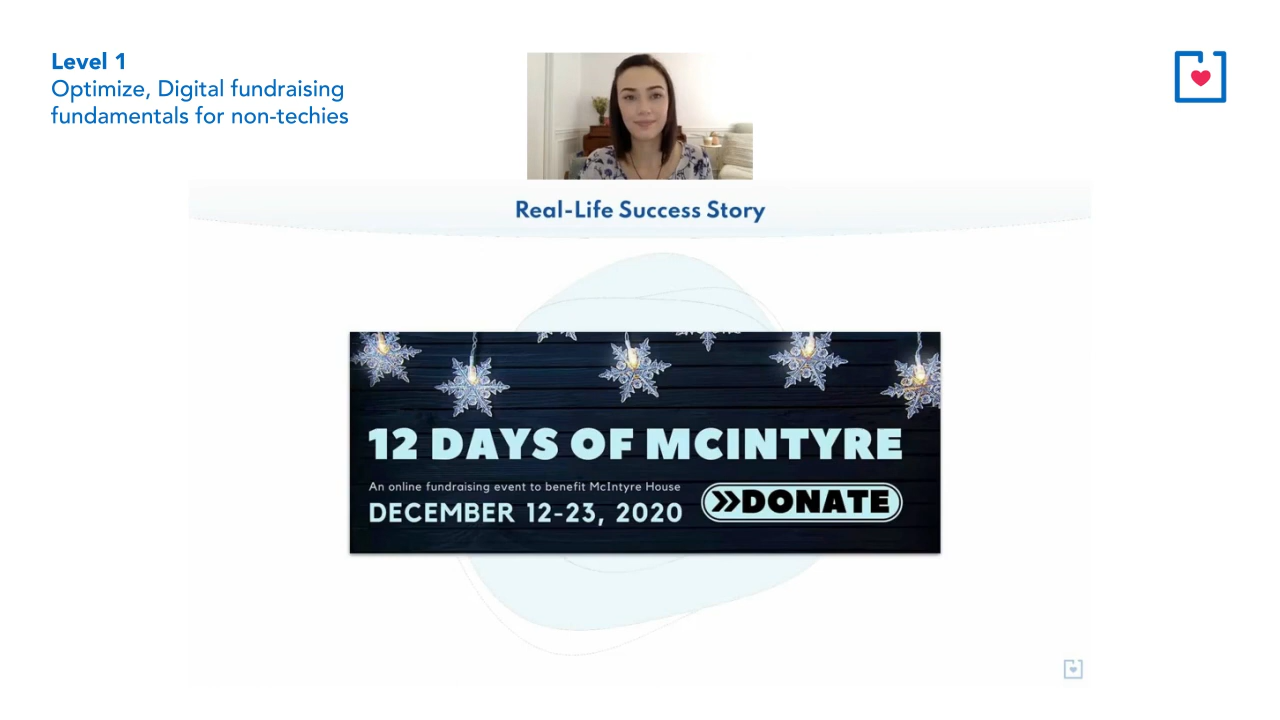 Level 1
Optimize, Digital fundraising
fundamentals for non-techies
Real-Life Success Story
12 DAYS OF MCINTYRE
An online fundraising event to benefit McIntyre House
DECEMBER 12-23, 2020
»DONATE